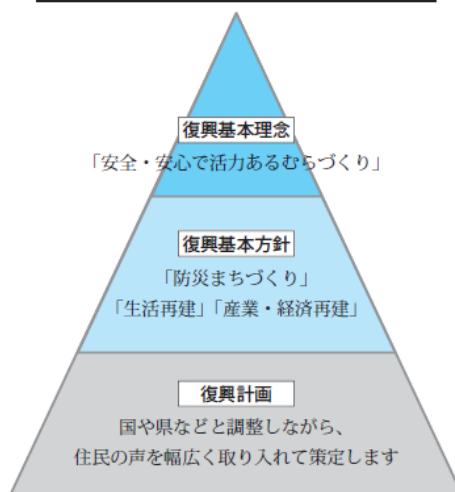 復興基本理念
「安全・安心で活力あるむらづくり」
復興基本方針
「防災まちづくり」
「生活再建」「産業・経済再建」
復興計画
国や県などと調整しながら、
住民の声を幅広く取り入れて策定します